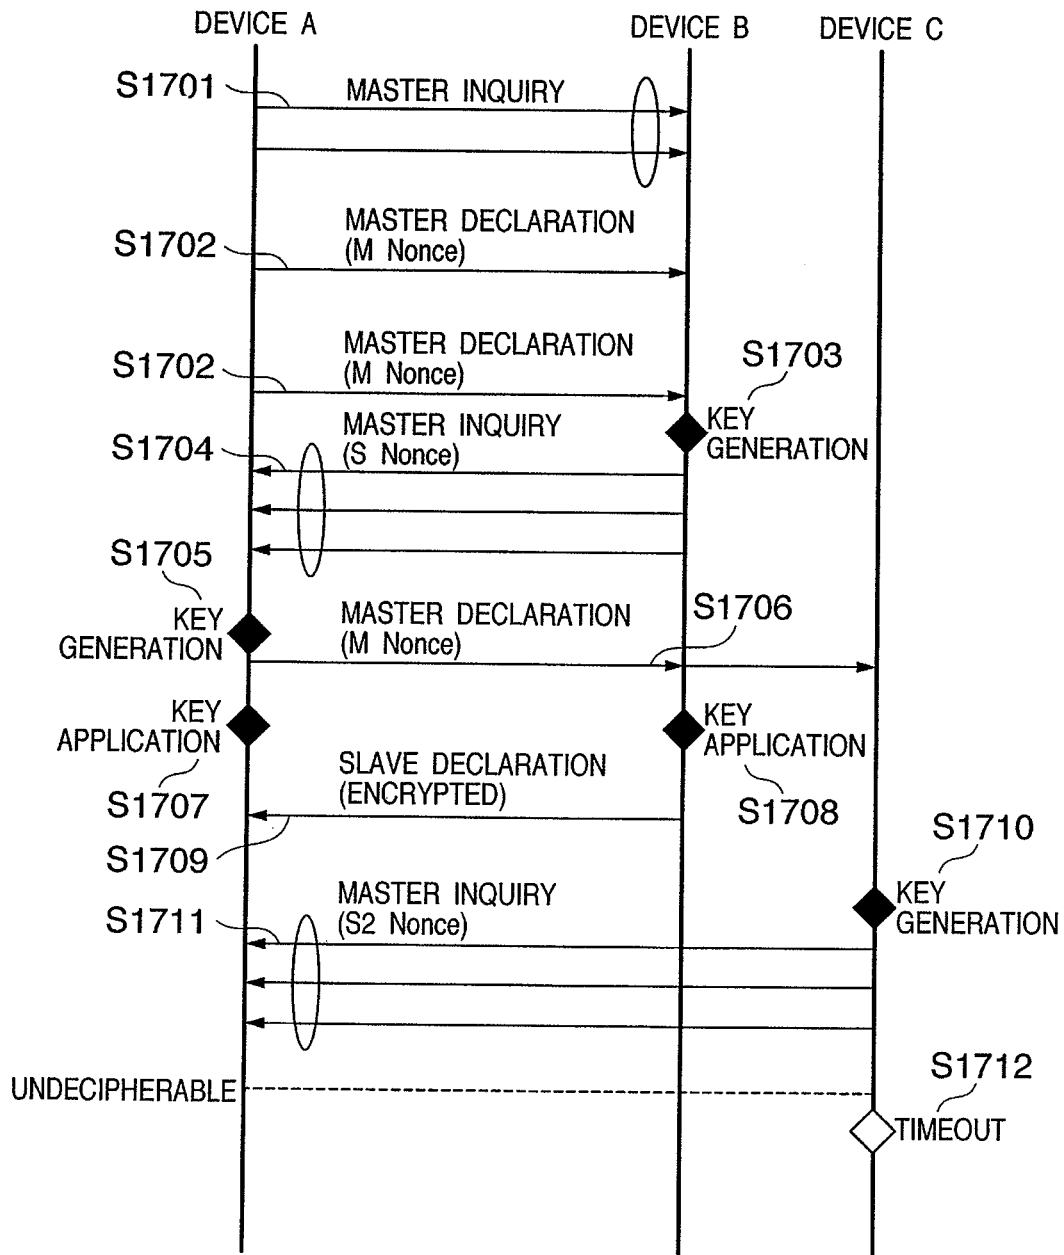 DEVICE A
DEVICE B
DEVICE C
S1701
MASTER INQUIRY
S1702
MASTER DECLARATION
(M Nonce)
S1702
MASTER DECLARATION
(M Nonce)
S1703
KEY
GENERATION
S1704
MASTER INQUIRY
(S Nonce)
S1705
KEY
GENERATION
MASTER DECLARATION
(M Nonce)
S1706
KEY
APPLICATION
KEY
APPLICATION
S1707
SLAVE DECLARATION
(ENCRYPTED)
S1708
S1709
S1710
KEY
GENERATION
S1711
MASTER INQUIRY
(S2 Nonce)
UNDECIPHERABLE
S1712
TIMEOUT